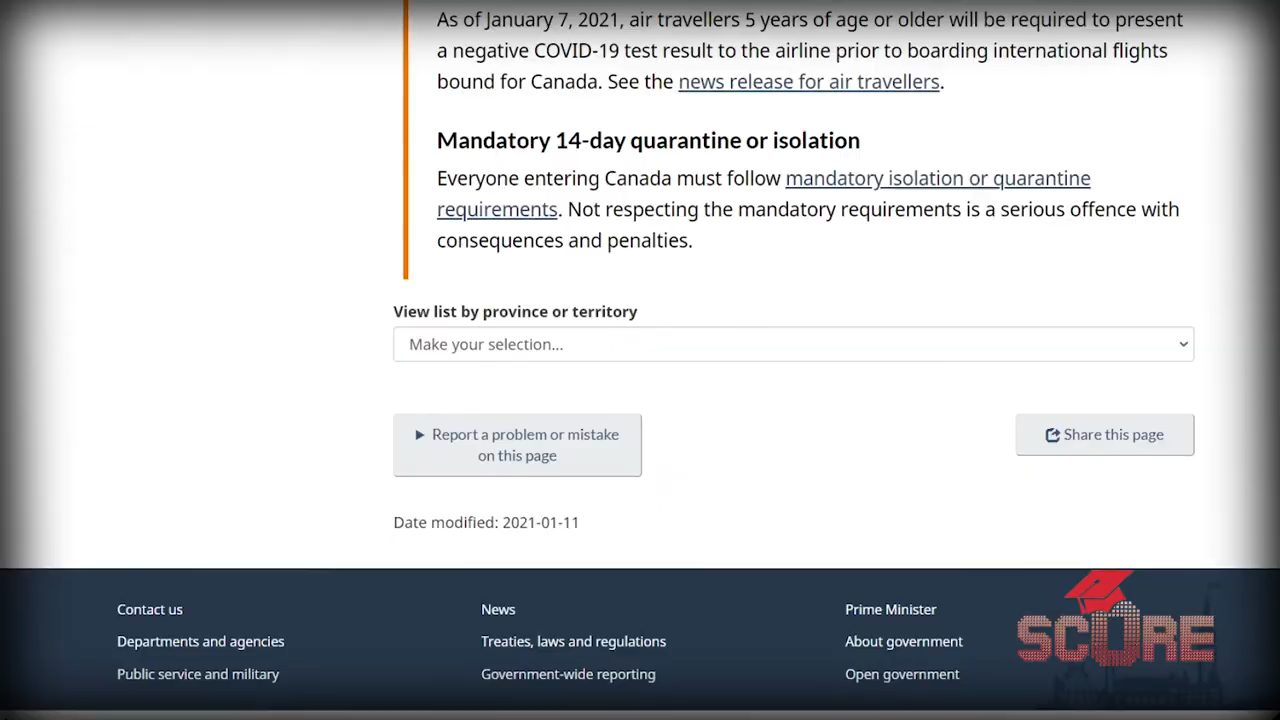 As of January 7, 2021, air travellers 5 years of age or older will be required to present
a negative COVID-19 test result to the airline prior to boarding international flights
bound for Canada. See the news release for air travellers.
Mandatory 14-day quarantine or isolation
Everyone entering Canada must follow mandatory isolation or quarantine
requirements. Not respecting the mandatory requirements is a serious offence with
consequences and penalties.
View list by province or territory
Make your selection...
Report a problem or mistake
on this page
Share this page
Date modified: 2021-01-11
Contact us
News
Prime Minister
Departments and agencies
Treaties, laws and regulations
About government
Public service and military
Government-wide reporting
Open government
SCORE